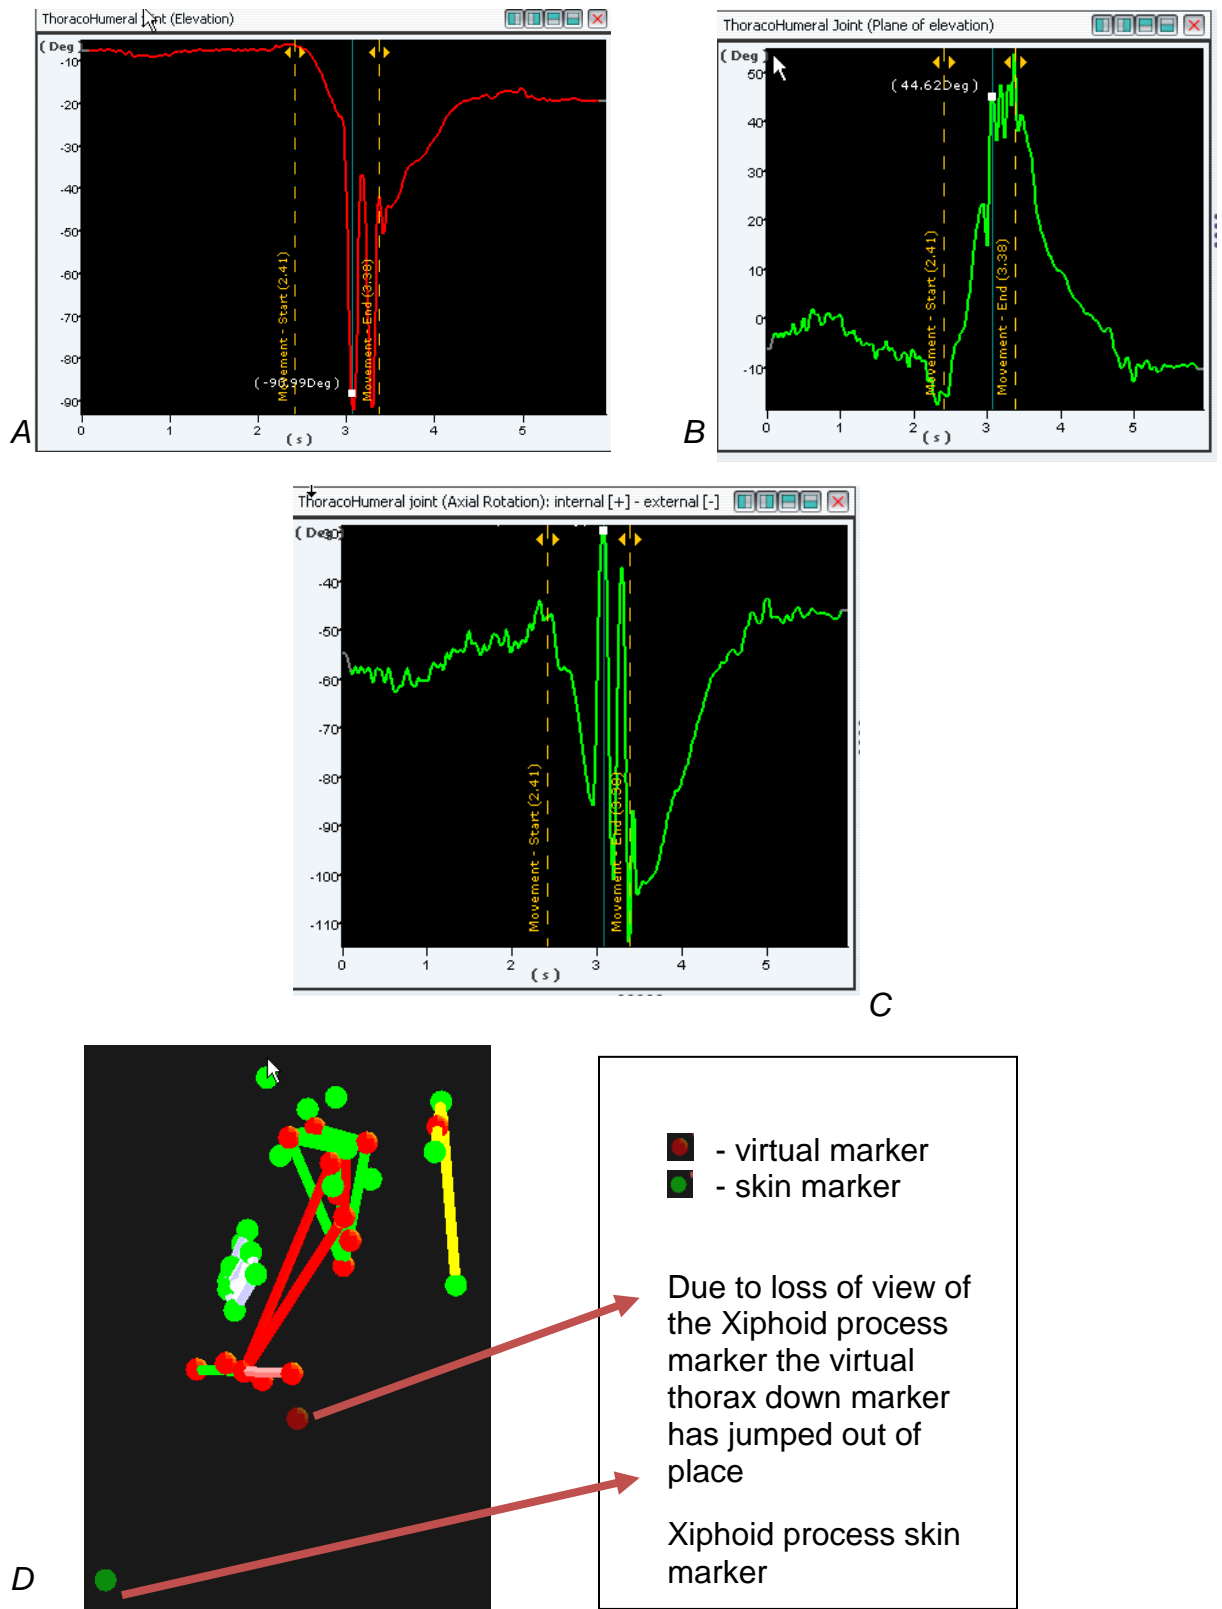 ThoracoHumeral Joint (Elevation)
(Deg)
-10
-20
-30
-40
-50
-60
-70
-80
-90
Movement - Start (2.41)
Movement - End (3.38)
(-90.99Deg)
0 1 2 3 4 5
(s)
A
ThoracoHumeral Joint (Plane of elevation)
(Deg)
50
40
30
20
10
0
-10
(44.62Deg)
Movement - Start (2.41)
Movement - End (3.38)
0 1 2 3 4 5
(s)
B
ThoracoHumeral joint (Axial Rotation): internal [+] - external [-]
(Deg)
-30
-40
-50
-60
-70
-80
-90
-100
-110
Movement - Start (2.41)
Movement - End (3.38)
0 1 2 3 4 5
(s)
C
- virtual marker
- skin marker
Due to loss of view of
the Xiphoid process
marker the virtual
thorax down marker
has jumped out of
place
Xiphoid process skin
marker
D